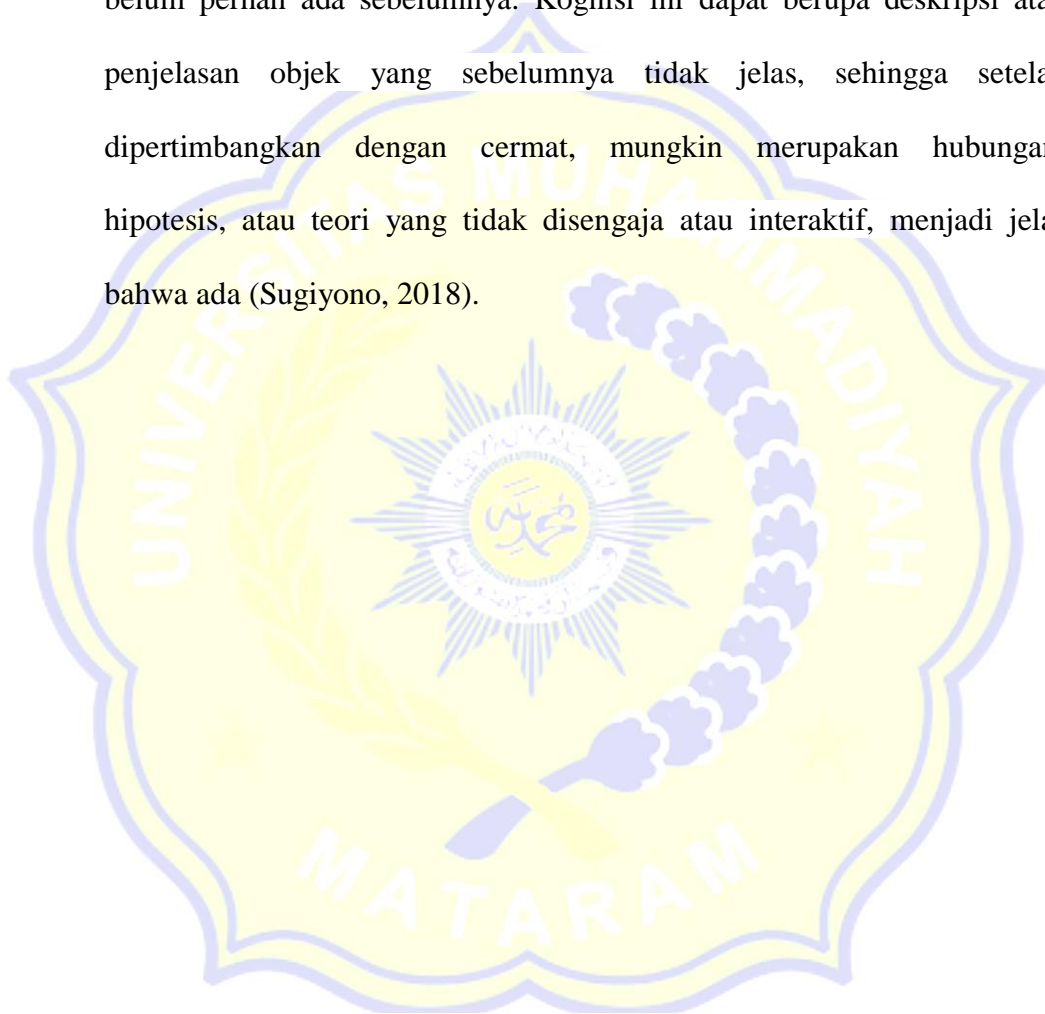 belum pernah ada sebelumnya. Kognisi ini dapat berupa deskripsi ata
penjelasan objek yang sebelumnya tidak jelas, sehingga setela
dipertimbangkan dengan cermat, mungkin merupakan hubungan
hipotesis, atau teori yang tidak disengaja atau interaktif, menjadi jela
bahwa ada (Sugiyono, 2018).
UNIVERSITAS MUHAMMADIYAH
MATARAM